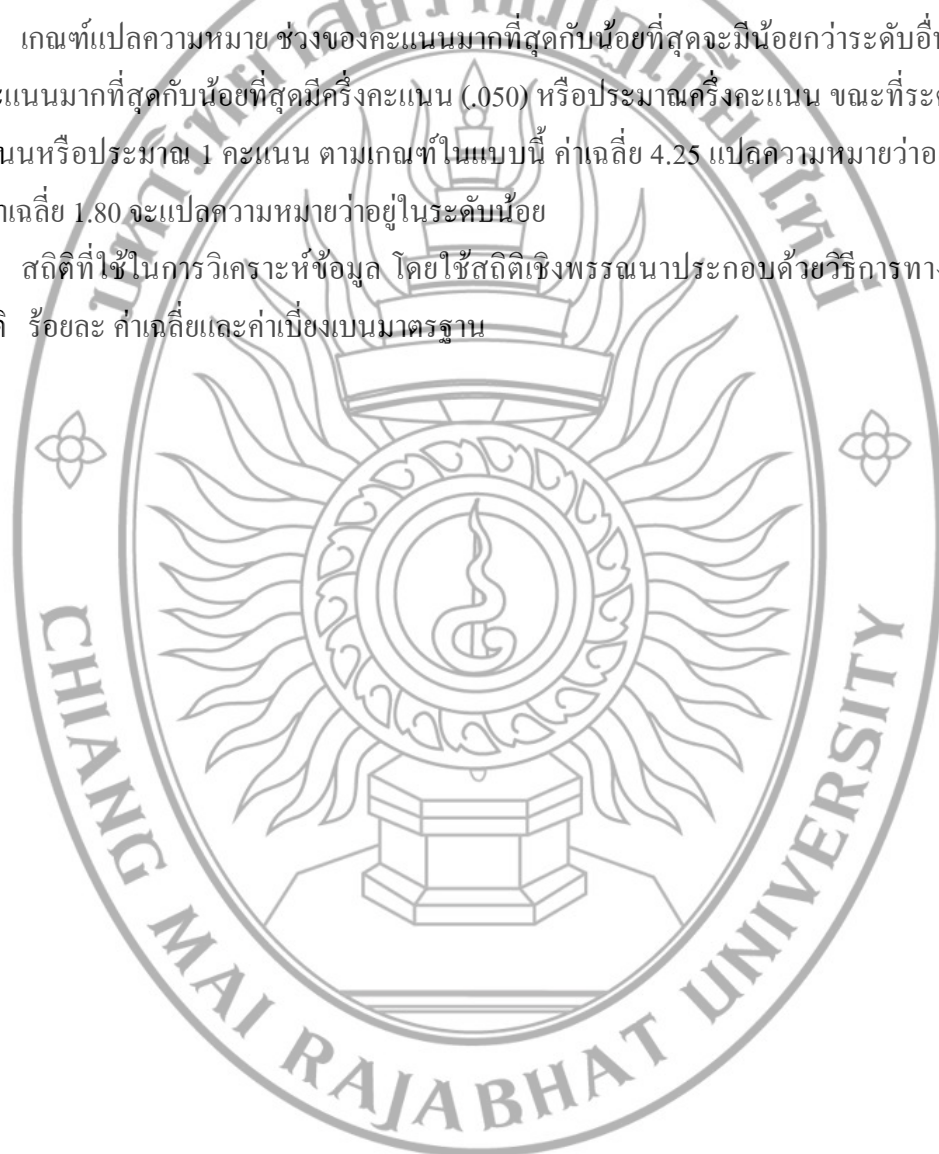 เกณฑ์แปลความหมาย ช่วงของคะแนนมากที่สุดกับน้อยที่สุดจะมีน้อยกว่าระดับอื่น
แนนมากที่สุดกับน้อยที่สุดมีครึ่งคะแนน (.050) หรือประมาณครึ่งคะแนน ขณะที่ระ
นนหรือประมาณ 1 คะแนน ตามเกณฑ์ในแบบนี้ ค่าเฉลี่ย 4.25 แปลความหมายว่าอ
าเฉลี่ย 1.80 จะแปลความหมายว่าอยู่ในระดับน้อย
สถิติที่ใช้ในการวิเคราะห์ข้อมูล โดยใช้สถิติเชิงพรรณนาประกอบด้วยวิธีการทาง
ร้อยละ ค่าเฉลี่ยและค่าเบี่ยงเบนมาตรฐาน
CHIANG MAI RAJABHAT UNIVERSITY